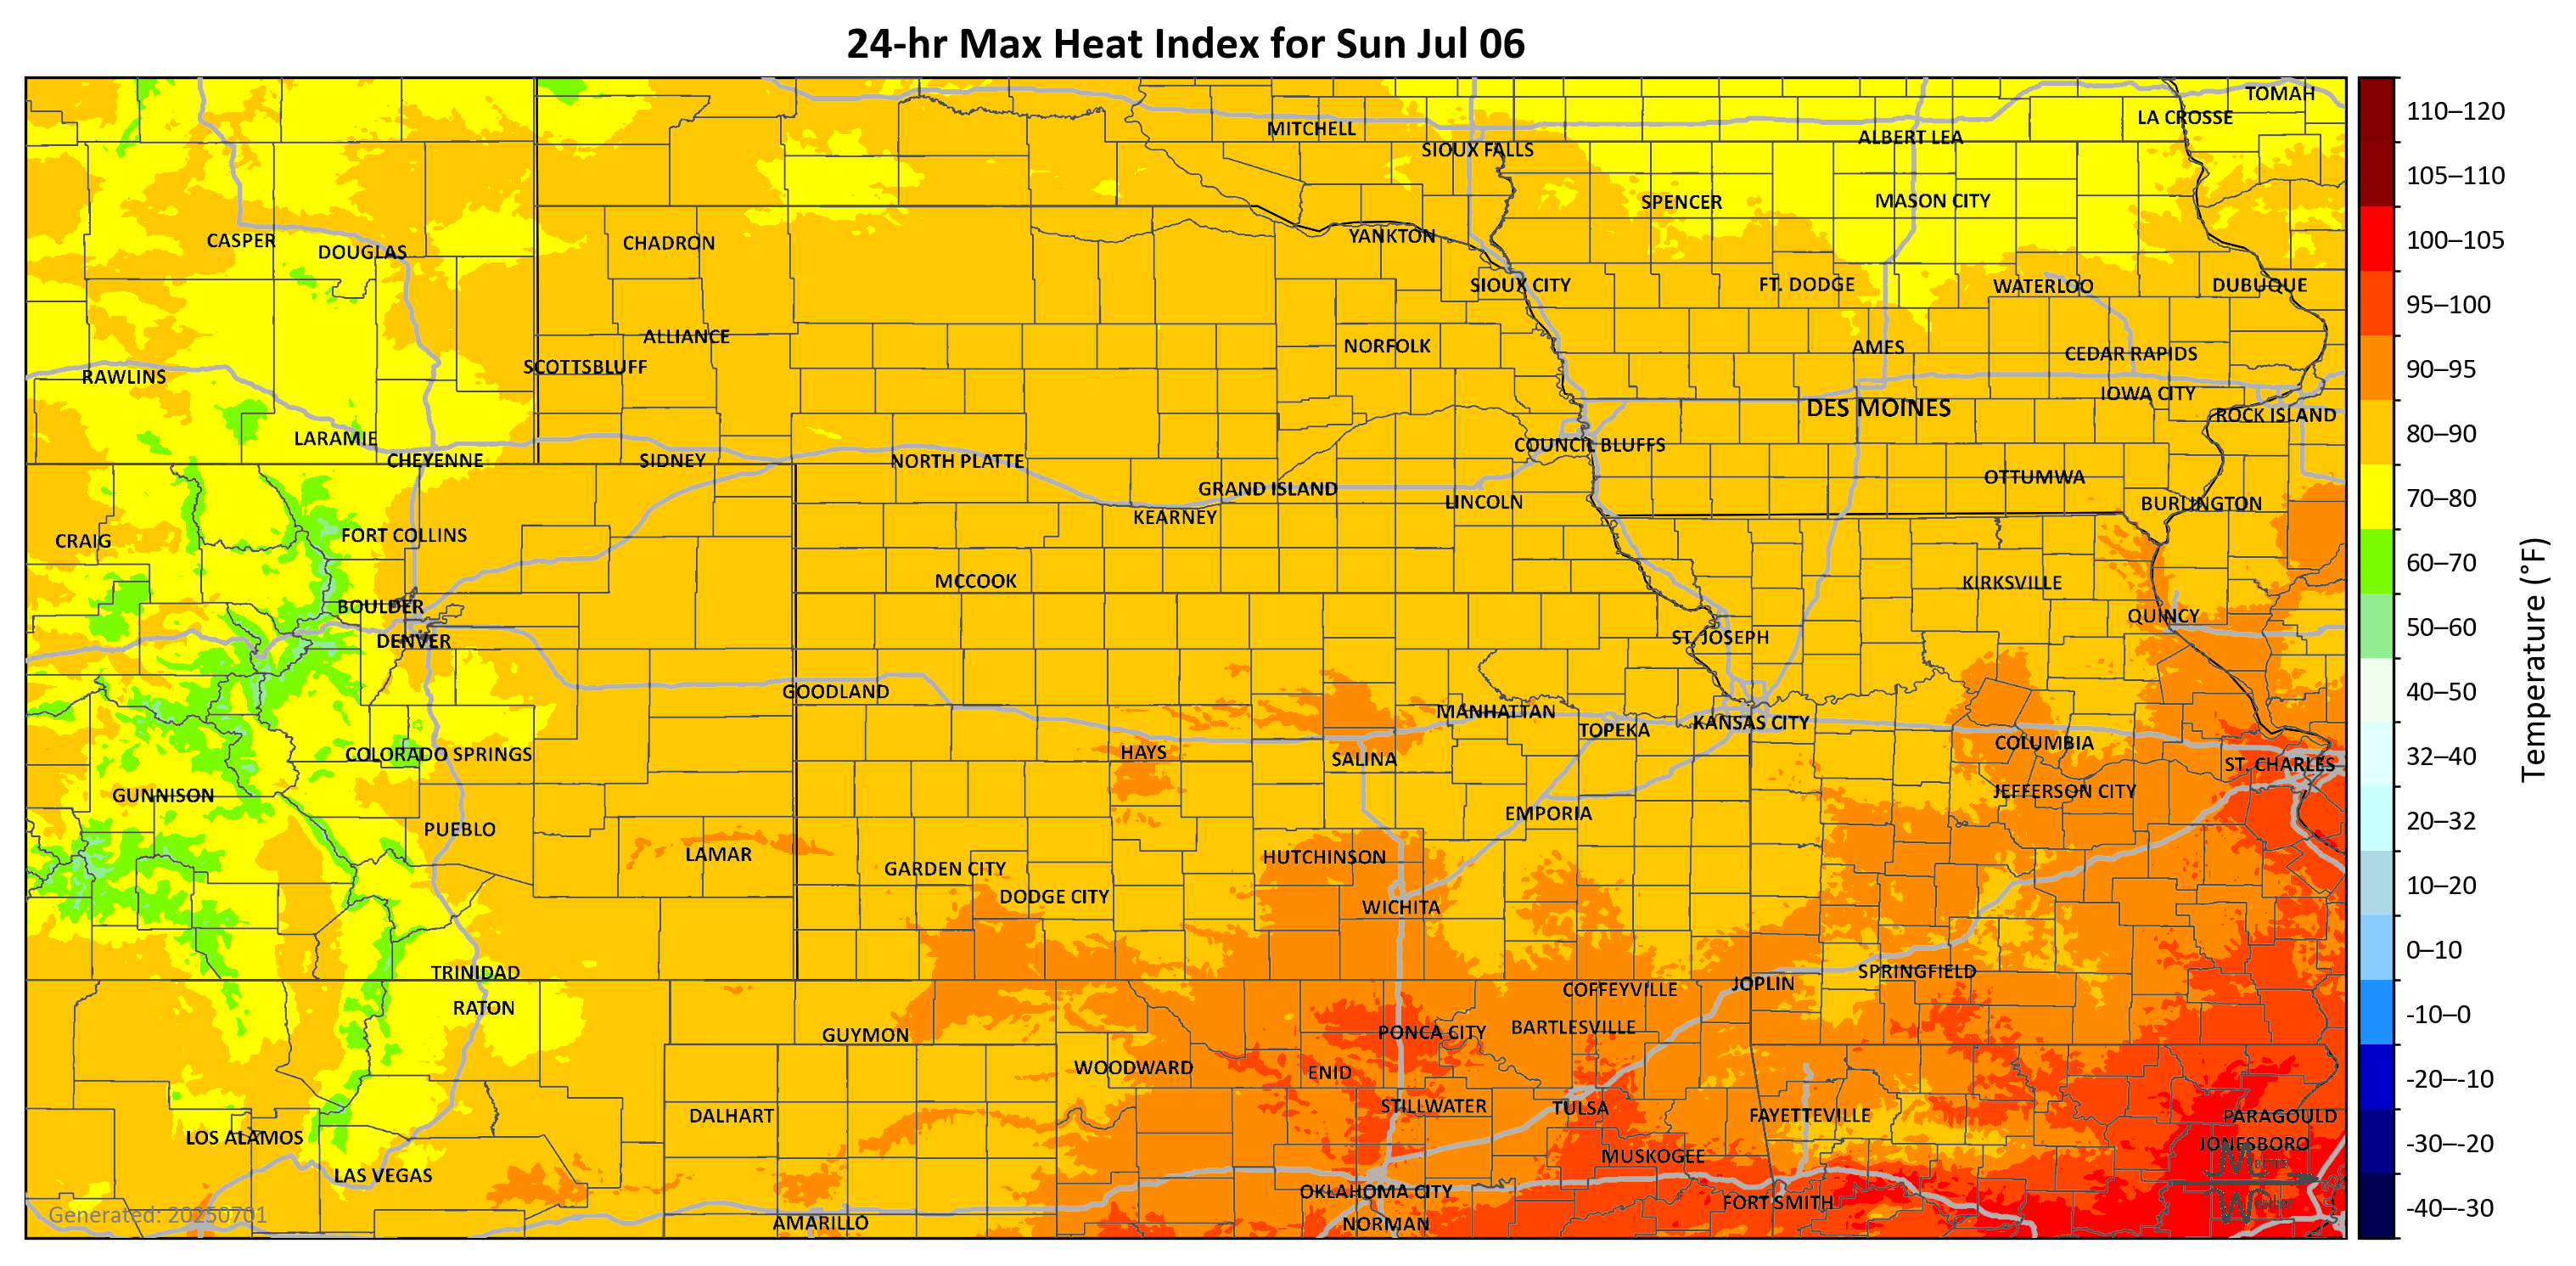 24-hr Max Heat Index for Sun Jul 06
TOMAH
LA CROSSE
MITCHELL
ALBERT LEA
SIOUX FALLS
SPENCER
MASON CITY
CASPER
DOUGLAS
CHADRON
YANKTON
SIOUX CITY
FT. DODGE
WATERLOO
DUBUQUE
ALLIANCE
NORFOLK
AMES
CEDAR RAPIDS
SCOTTSBLUFF
RAWLINS
IOWA CITY
DES MOINES
ROCK ISLAND
LARAMIE
COUNCIL BLUFFS
CHEYENNE
SIDNEY
NORTH PLATTE
OTTUMWA
GRAND ISLAND
LINCOLN
BURLINGTON
KEARNEY
FORT COLLINS
CRAIG
MCCOOK
KIRKSVILLE
BOULDER
QUINCY
DENVER
ST. JOSEPH
GOODLAND
MANHATTAN
KANSAS CITY
TOPEKA
COLUMBIA
HAYS
COLORADO SPRINGS
SALINA
ST. CHARLES
GUNNISON
JEFFERSON CITY
EMPORIA
PUEBLO
LAMAR
HUTCHINSON
GARDEN CITY
DODGE CITY
WICHITA
TRINIDAD
SPRINGFIELD
JOPLIN
COFFEYVILLE
RATON
BARTLESVILLE
PONCA CITY
GUYMON
WOODWARD
ENID
STILLWATER
TULSA
DALHART
FAYETTEVILLE
PARAGOULD
LOS ALAMOS
JONESBORO
MUSKOGEE
LAS VEGAS
OKLAHOMA CITY
FORT SMITH
AMARILLO
NORMAN
Generated: 20250701
110–120
105–110
100–105
95–100
90–95
80–90
70–80
60–70
50–60
40–50
32–40
20–32
10–20
0–10
-10–0
-20–-10
-30–-20
-40–-30
Temperature (°F)